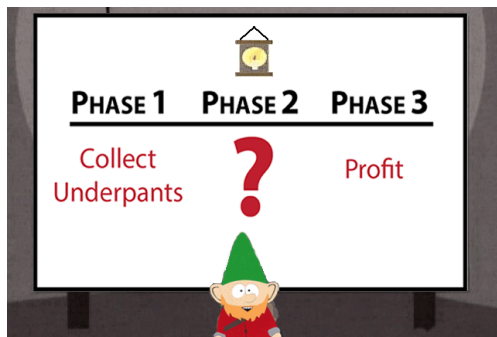 Phase 1 Phase 2 Phase 3
Collect
Underpants
?
Profit